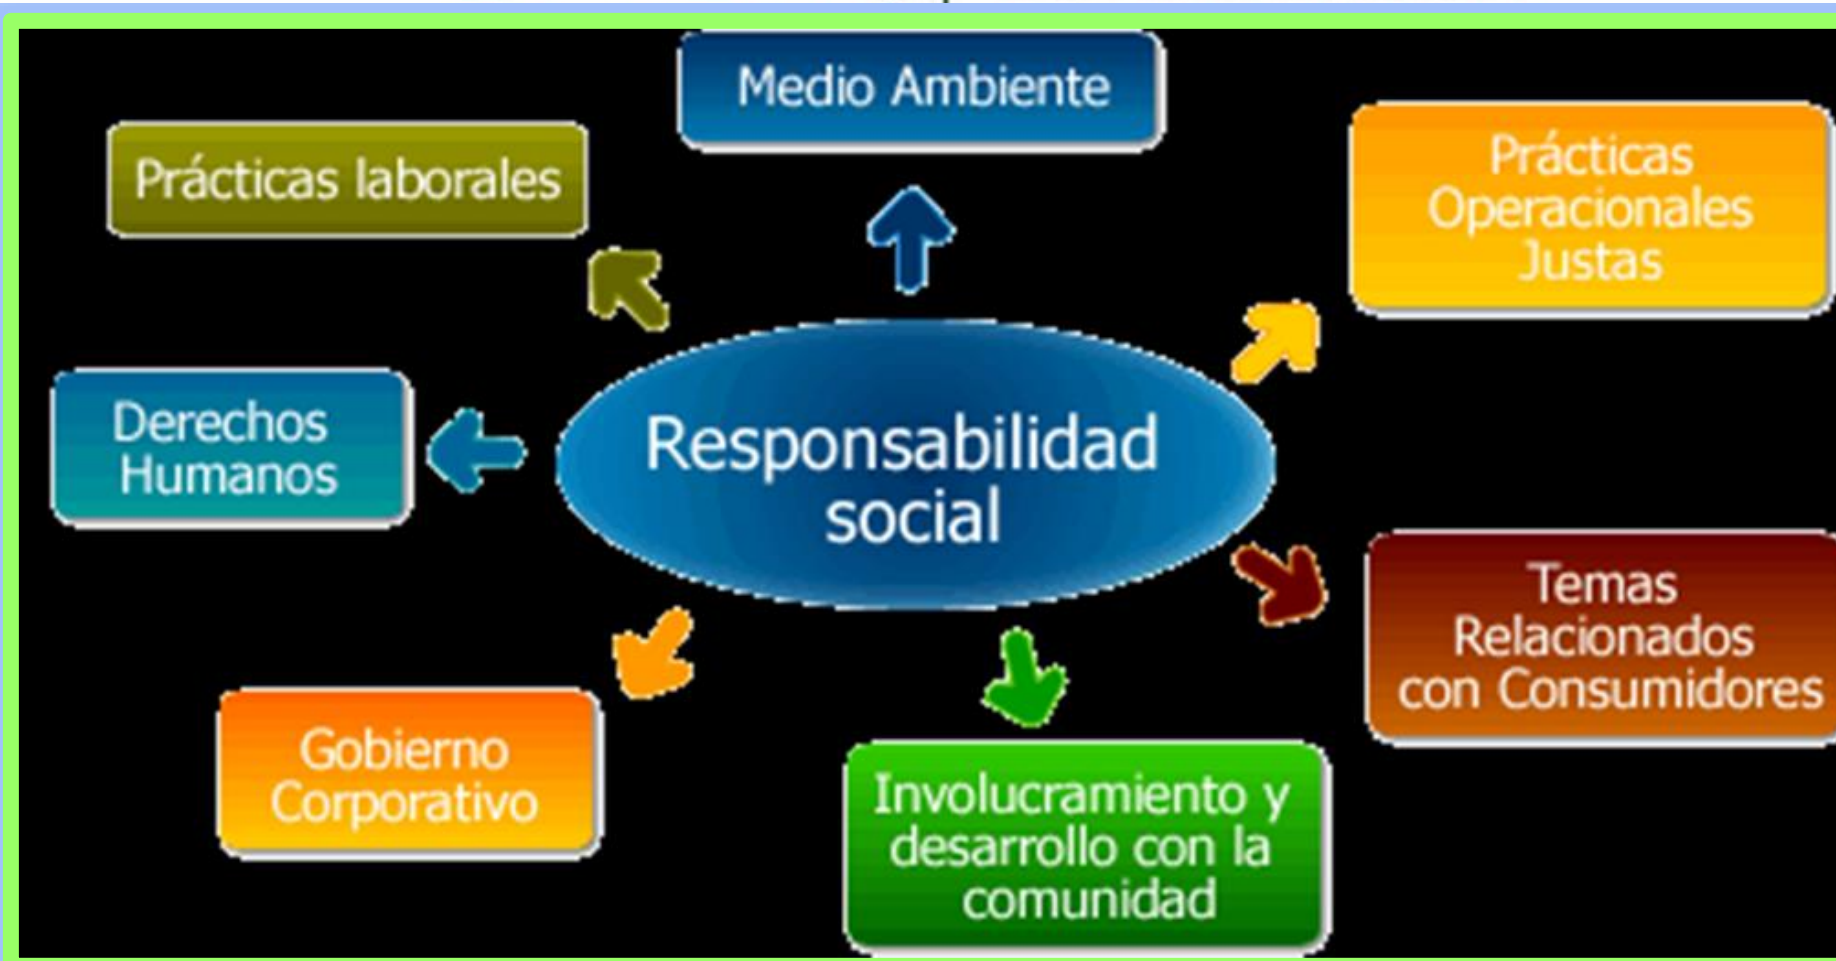 Medio Ambiente
Prácticas laborales
Prácticas
Operacionales
Justas
Derechos
Humanos
Responsabilidad
social
Temas
Relacionados
con Consumidores
Gobierno
Corporativo
Involucramiento y
desarrollo con la
comunidad